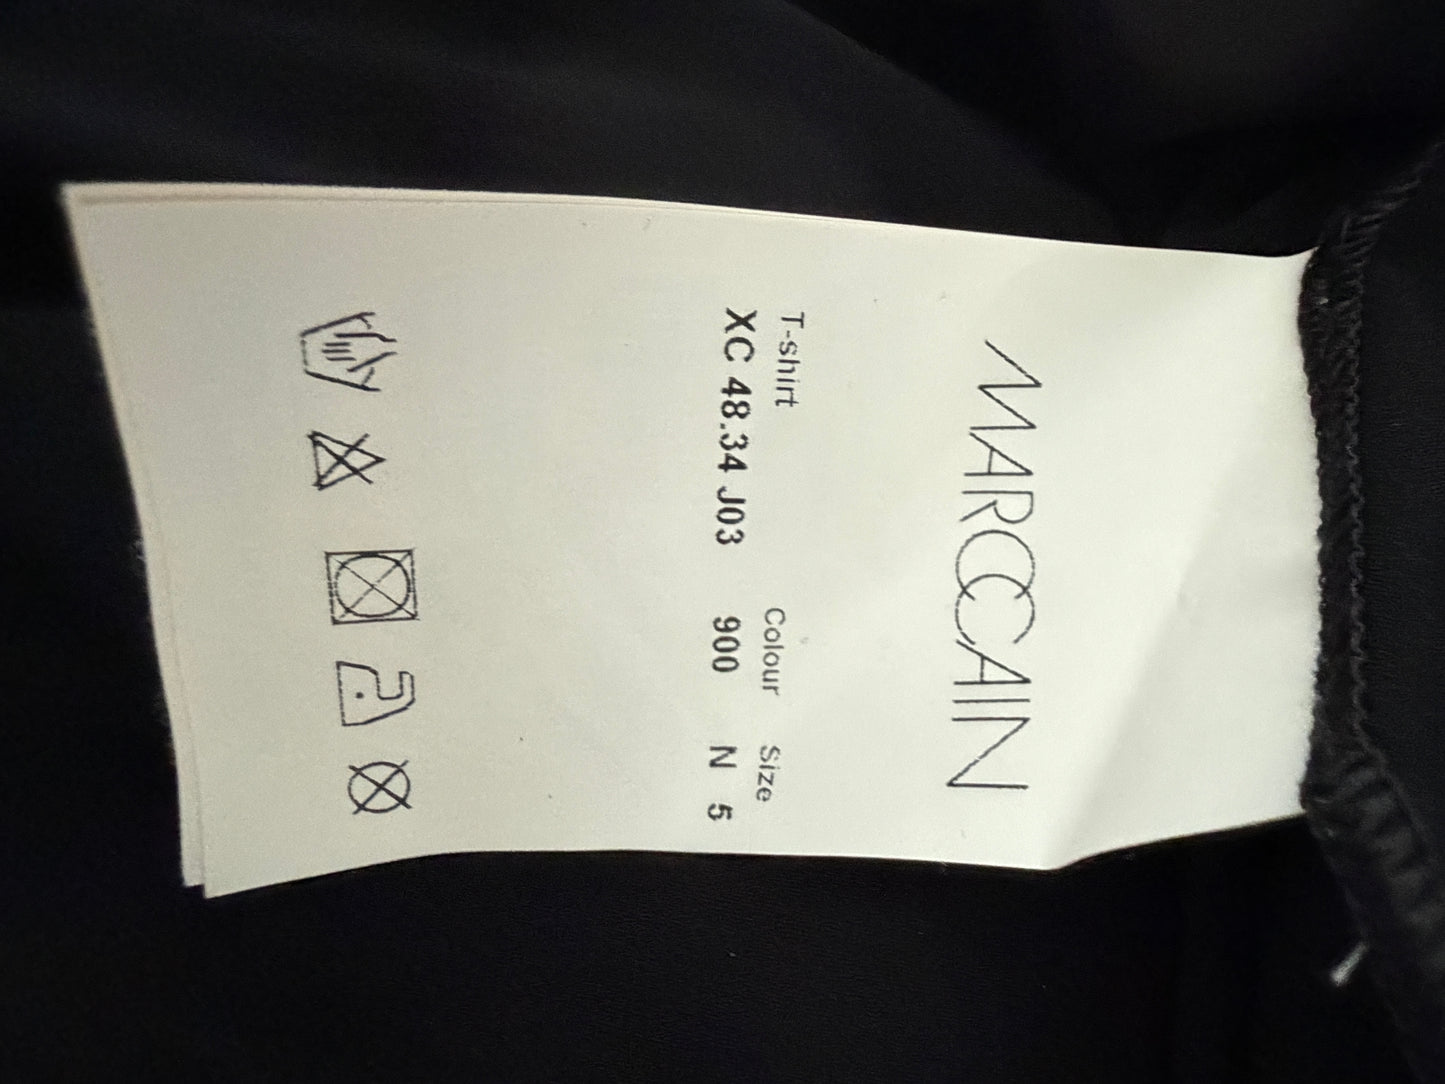 MARCCAIN
T-shirt Colour Size
XC 48.34 J03 900 N 5